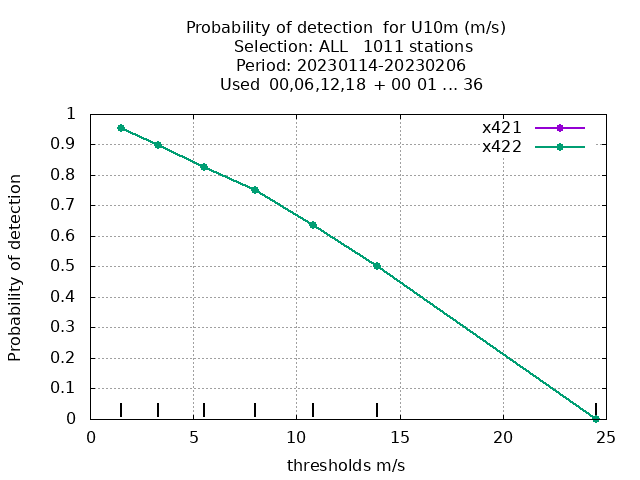 Probability of detection  for U10m (m/s)
Selection: ALL   1011 stations
Period: 20230114-20230206
Used  00,06,12,18  + 00 01 ... 36
x421
x422
1
0.9
0.8
0.7
0.6
0.5
0.4
0.3
0.2
0.1
0
Probability of detection
0 5 10 15 20 25
thresholds m/s